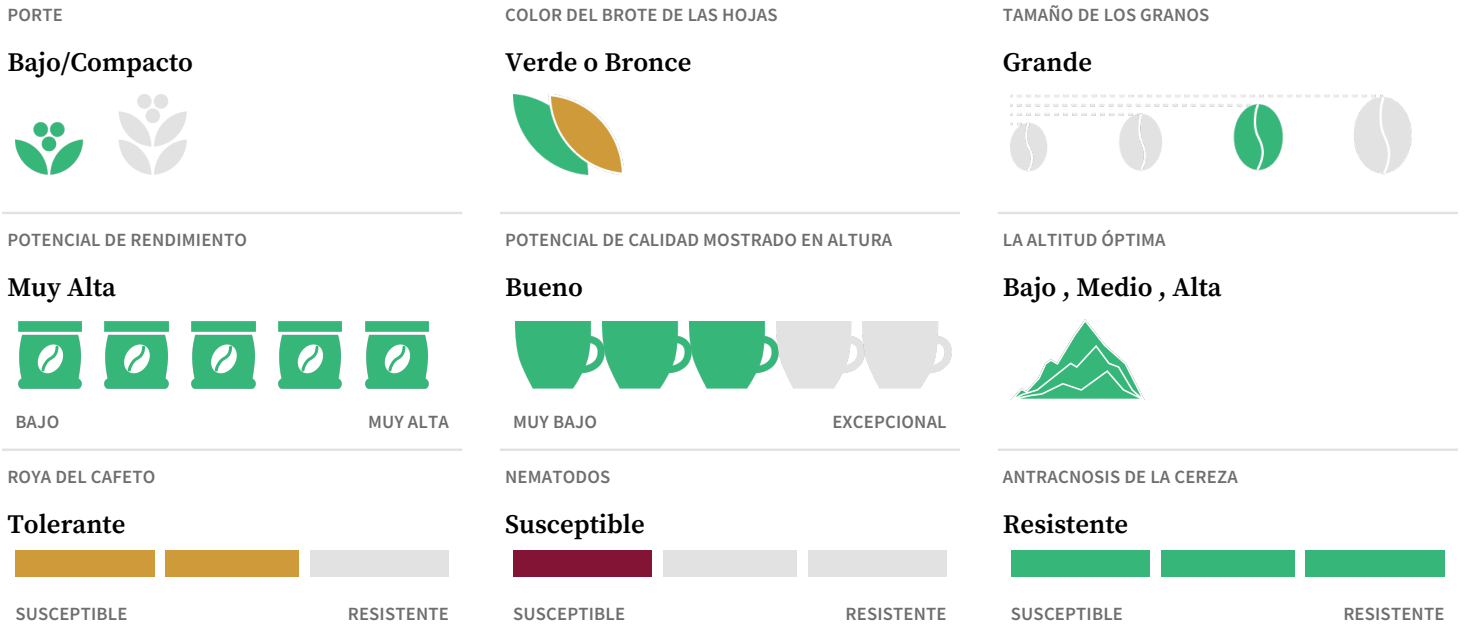 PORTE
Bajo/Compacto
COLOR DEL BROTE DE LAS HOJAS
Verde o Bronce
TAMAÑO DE LOS GRANOS
Grande
POTENCIAL DE RENDIMIENTO
Muy Alta
BAJO
MUY ALTA
POTENCIAL DE CALIDAD MOSTRADO EN ALTURA
Bueno
MUY BAJO
EXCEPCIONAL
LA ALTITUD ÓPTIMA
Bajo , Medio , Alta
ROYA DEL CAFETO
Tolerante
SUSCEPTIBLE
RESISTENTE
NEMATODOS
Susceptible
SUSCEPTIBLE
RESISTENTE
ANTRACNOSIS DE LA CEREZA
Resistente
SUSCEPTIBLE
RESISTENTE